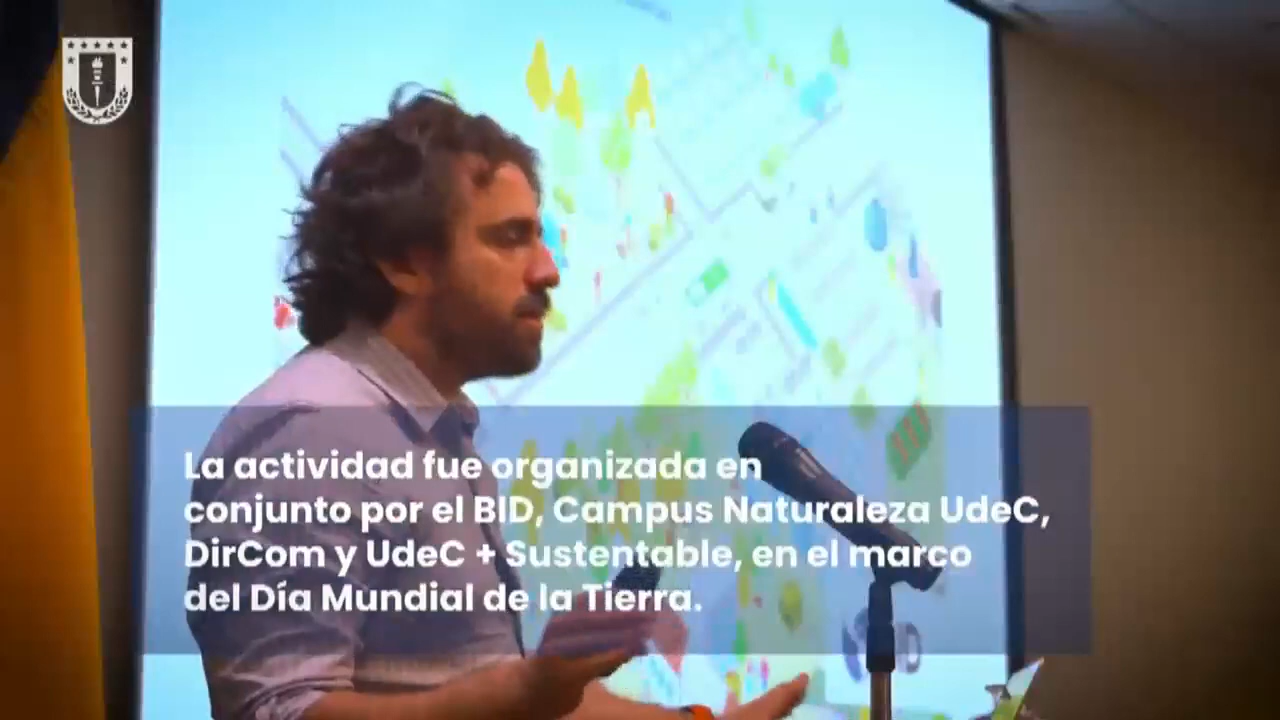 La actividad fue organizada en
conjunto por el BID, Campus Naturaleza UdeC,
DirCom y UdeC + Sustentable, en el marco
del Día Mundial de la Tierra.